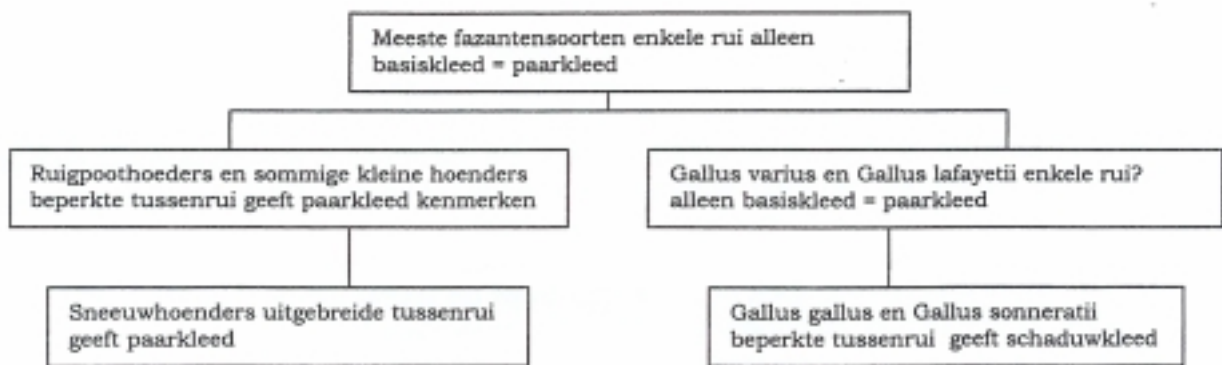 Meeste fazantensoorten enkele rui alleen
basiskleed = paarkleed
Ruigpoothoeders en sommige kleine hoenders
beperkte tussenrui geeft paarkleed kenmerken
Gallus varius en Gallus lafayetii enkele rui?
alleen basiskleed = paarkleed
Sneeuwhoenders uitgebreide tussenrui
geeft paarkleed
Gallus gallus en Gallus sonneratii
beperkte tussenrui geeft schaduwkleed